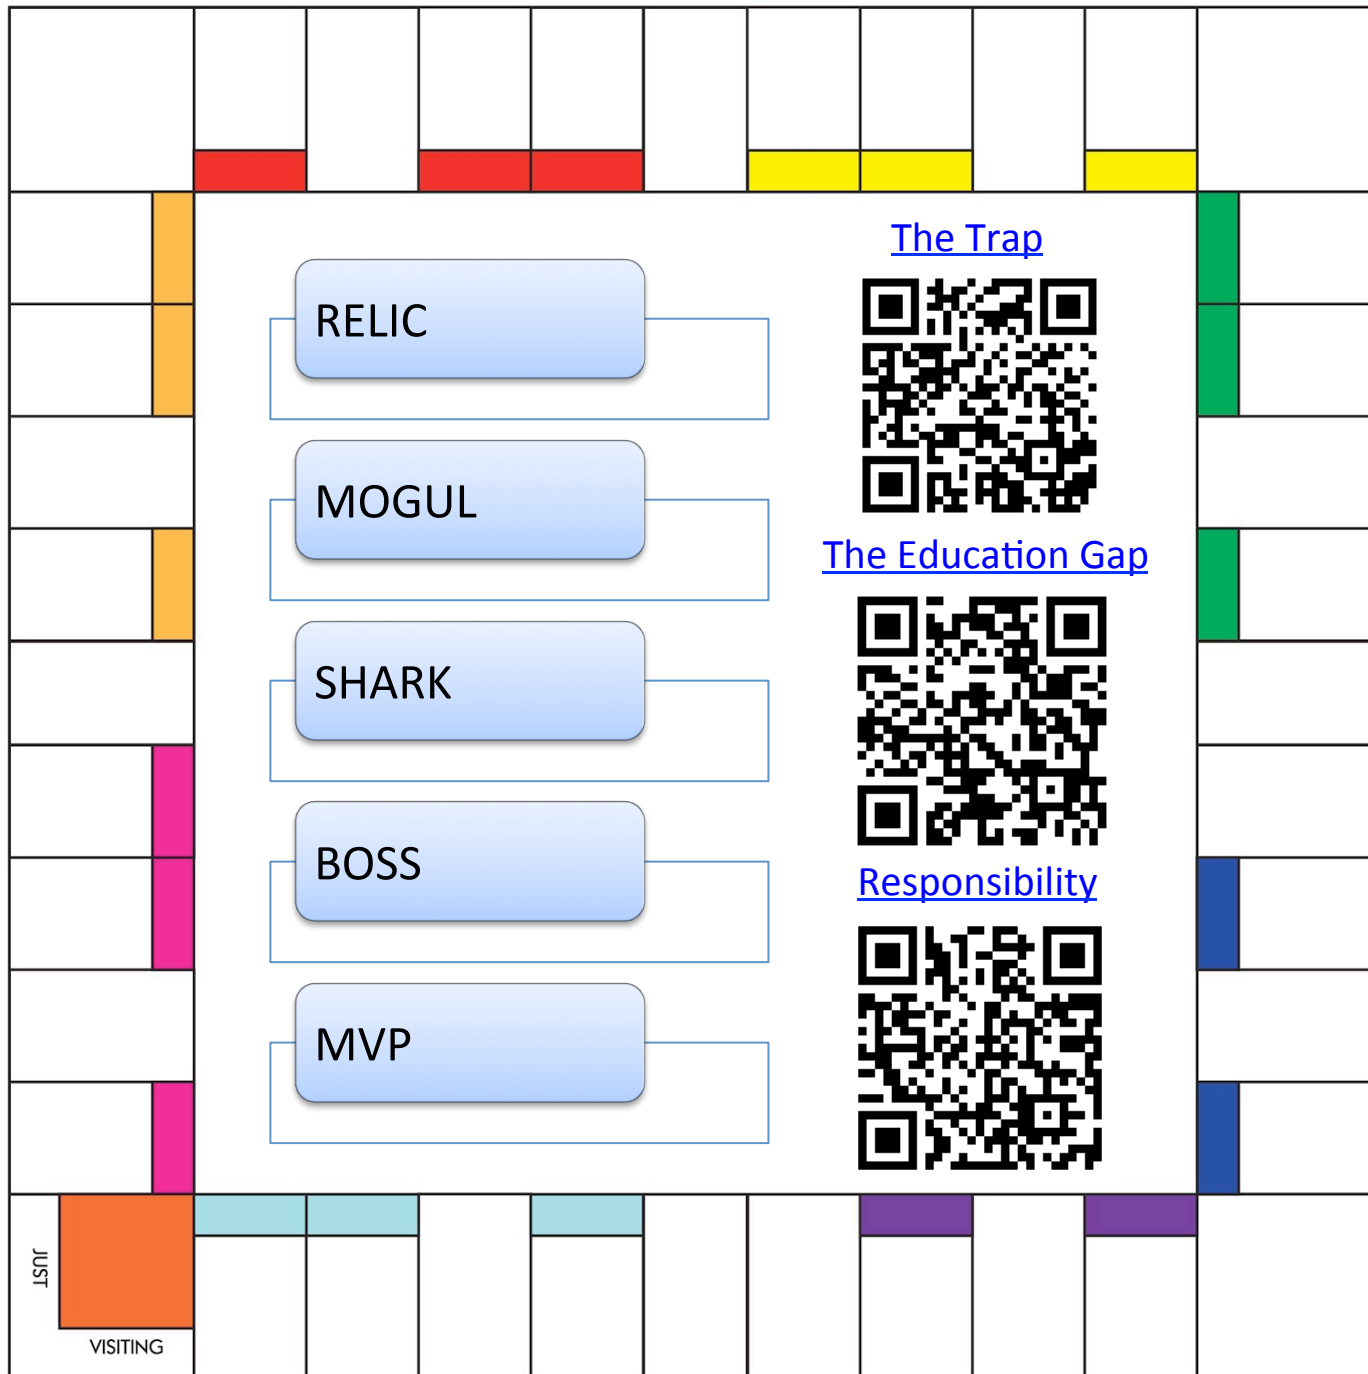 The Trap
RELIC
MOGUL
The Education Gap
SHARK
BOSS
Responsibility
MVP
JUST
VISITING